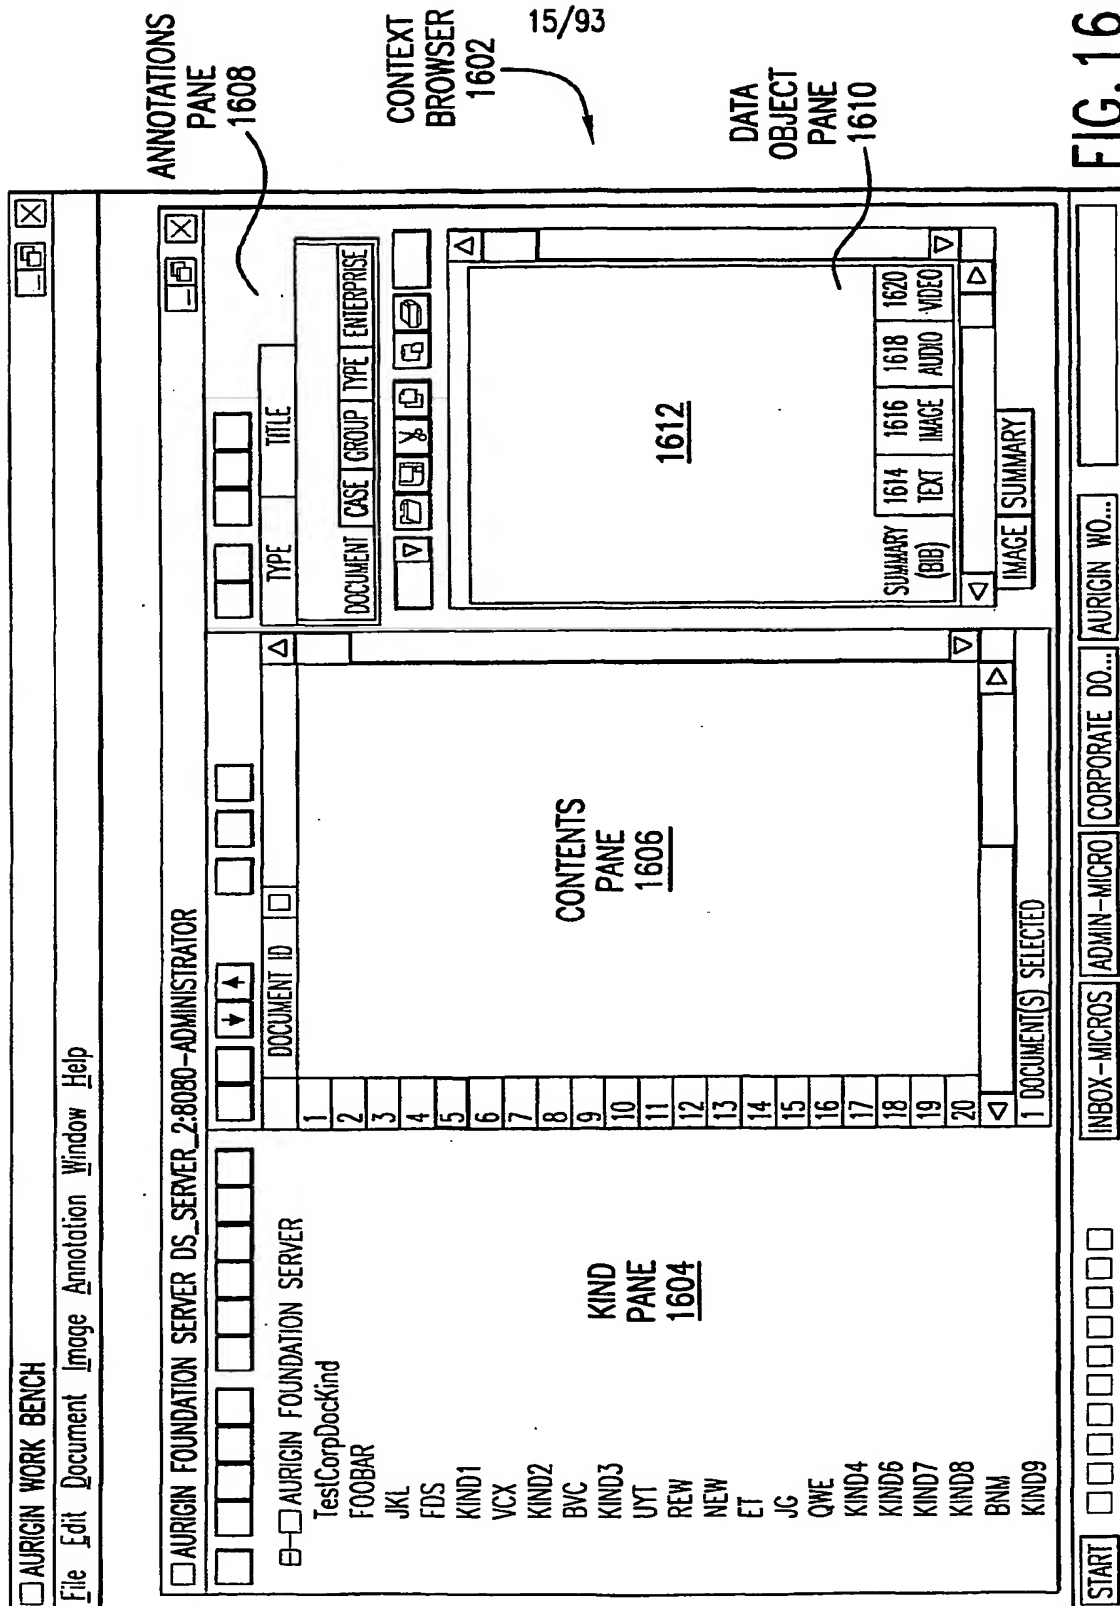 15/93
AURIGIN WORK BENCH
File Edit Document Image Annotation Window Help
AURIGIN FOUNDATION SERVER DS_SERVER_2:8080-ADMINISTRATOR
AURIGIN FOUNDATION SERVER
TestCorpDocKind
FOOBAR
JKL
FDS
KIND1
VCX
KIND2
BVC
KIND3
UYT
REW
NEW
ET
JG
QWE
KIND4
KIND6
KIND7
KIND8
BNM
KIND9
KIND
PANE
1604
DOCUMENT ID
1
2
3
4
5
6
7
8
9
10
11
12
13
14
15
16
17
18
19
20
CONTENTS
PANE
1606
1 DOCUMENT(S) SELECTED
TYPE TITLE
DOCUMENT CASE GROUP TYPE ENTERPRISE
1612
SUMMARY (BIB)
1614 TEXT
1616 IMAGE
1618 AUDIO
1620 VIDEO
IMAGE SUMMARY
ANNOTATIONS
PANE
1608
CONTEXT
BROWSER
1602
DATA
OBJECT
PANE
1610
START INBOX-MICROS ADMIN-MICRO CORPORATE DO... AURIGIN WO...
FIG. 16